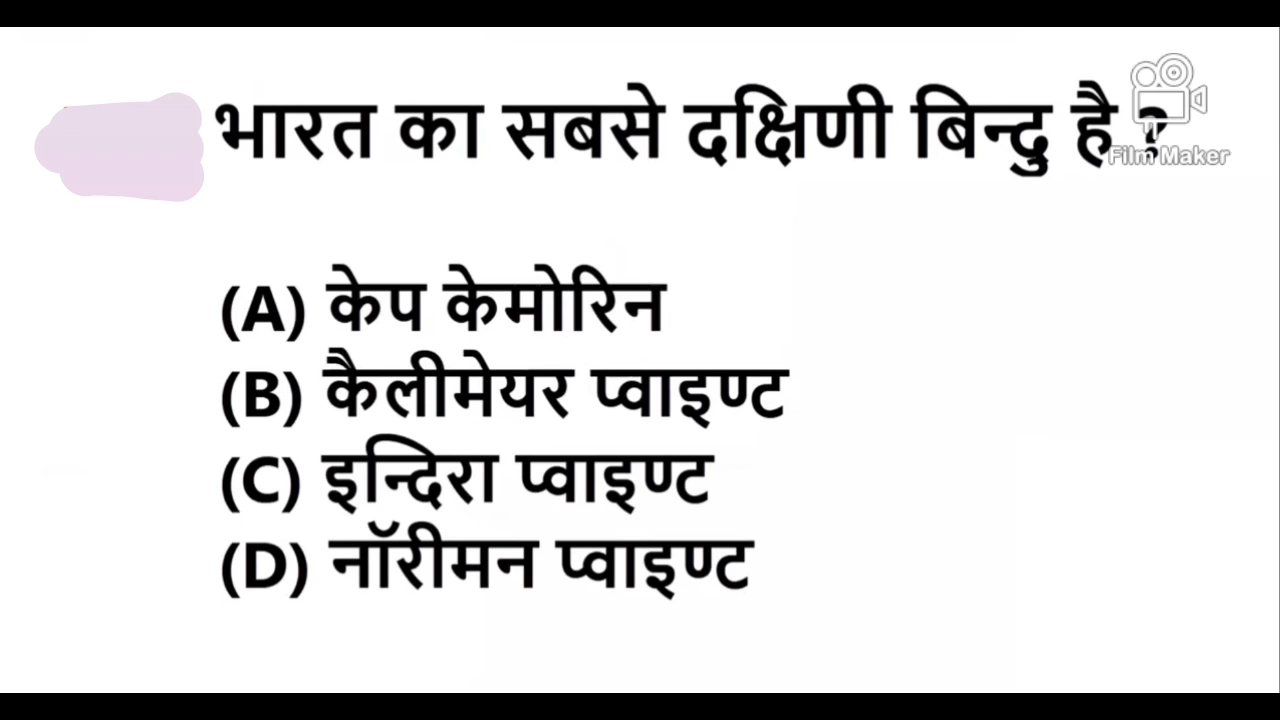 भारत का सबसे दक्षिणी बिन्दु है ?
Film Maker
(A) केप केमोरिन
(B) कैलीमेयर प्वाइण्ट
(C) इन्दिरा प्वाइण्ट
(D) नॉरीमन प्वाइण्ट